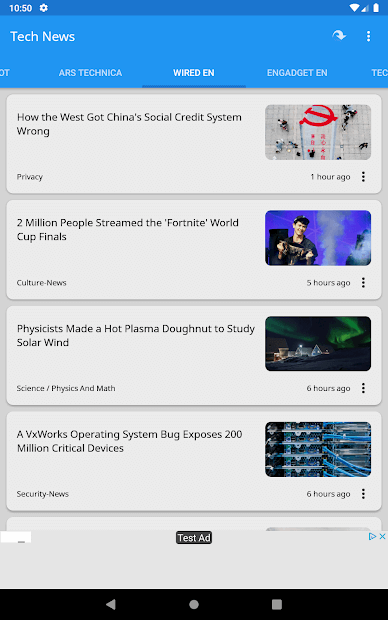 10:50
Tech News
OT
ARS TECHNICA
WIRED EN
ENGADGET EN
TEC
How the West Got China's Social Credit System
Wrong
Privacy
1 hour ago
2 Million People Streamed the 'Fortnite' World
Cup Finals
Culture-News
5 hours ago
Physicists Made a Hot Plasma Doughnut to Study
Solar Wind
Science / Physics And Math
6 hours ago
A VxWorks Operating System Bug Exposes 200
Million Critical Devices
Security-News
6 hours ago
Test Ad